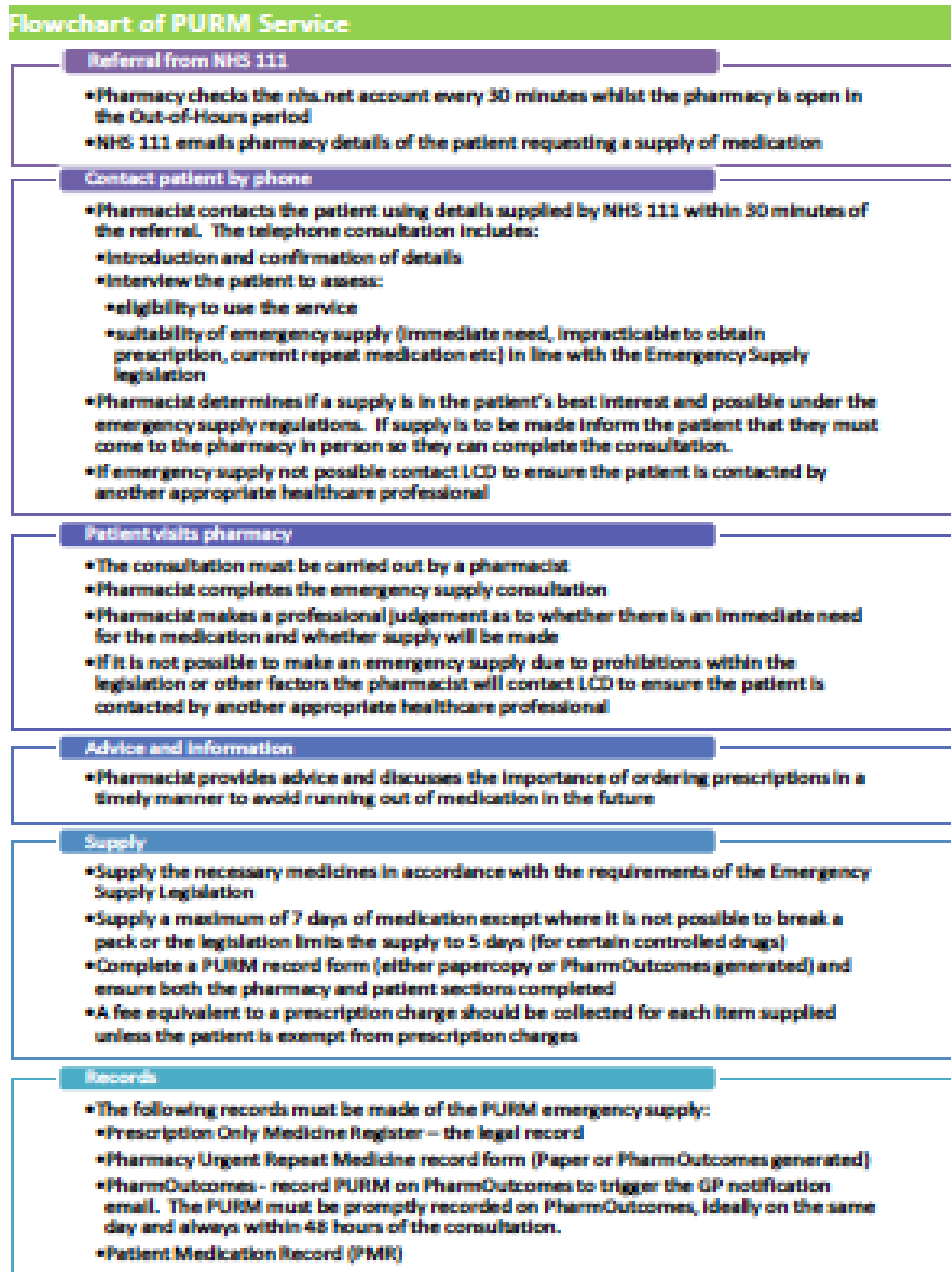 Flowchart of PURM Service
Referral from NHS 111
•Pharmacy checks the nhs.net account every 30 minutes whilst the pharmacy is open in
the Out-of-Hours period
•NHS 111 emails pharmacy details of the patient requesting a supply of medication
Contact patient by phone
•Pharmacist contacts the patient using details supplied by NHS 111 within 30 minutes of
the referral. The telephone consultation includes:
•Introduction and confirmation of details
•Interview the patient to assess:
•eligibility to use the service
•suitability of emergency supply (immediate need, impracticable to obtain
prescription, current repeat medication etc) in line with the Emergency Supply
legislation
•Pharmacist determines if a supply is in the patient's best interest and possible under the
emergency supply regulations. If supply is to be made inform the patient that they must
come to the pharmacy in person so they can complete the consultation.
•If emergency supply not possible contact LCD to ensure the patient is contacted by
another appropriate healthcare professional
Patient visits pharmacy
•The consultation must be carried out by a pharmacist
•Pharmacist completes the emergency supply consultation
•Pharmacist makes a professional judgement as to whether there is an immediate need
for the medication and whether supply will be made
•If it is not possible to make an emergency supply due to prohibitions within the
legislation or other factors the pharmacist will contact LCD to ensure the patient is
contacted by another appropriate healthcare professional
Advice and information
•Pharmacist provides advice and discusses the importance of ordering prescriptions in a
timely manner to avoid running out of medication in the future
Supply
•Supply the necessary medicines in accordance with the requirements of the Emergency
Supply Legislation
•Supply a maximum of 7 days of medication except where it is not possible to break a
pack or the legislation limits the supply to 5 days (for certain controlled drugs)
•Complete a PURM record form (either papercopy or PharmOutcomes generated) and
ensure both the pharmacy and patient sections completed
•A fee equivalent to a prescription charge should be collected for each item supplied
unless the patient is exempt from prescription charges
Records
•The following records must be made of the PURM emergency supply:
•Prescription Only Medicine Register – the legal record
•Pharmacy Urgent Repeat Medicine record form (Paper or PharmOutcomes generated)
•PharmOutcomes - record PURM on PharmOutcomes to trigger the GP notification
email. The PURM must be promptly recorded on PharmOutcomes, ideally on the same
day and always within 48 hours of the consultation.
•Patient Medication Record (PMR)